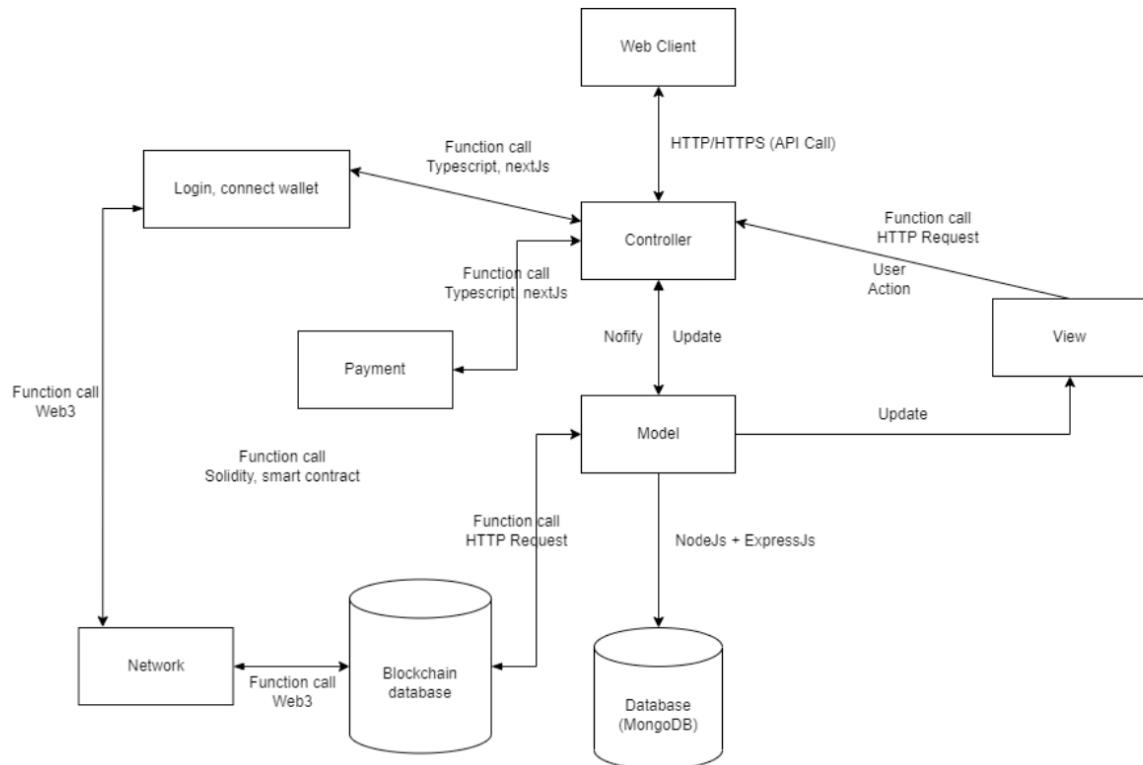 Web Client
HTTP/HTTPS (API Call)
Function call
Typescript, nextJs
Login, connect wallet
Controller
Function call
HTTP Request
User
Action
Function call
Typescript, nextJs
Nofify
Update
View
Payment
Function call
Web3
Model
Update
Function call
Solidity, smart contract
Function call
HTTP Request
NodeJs + ExpressJs
Network
Function call
Web3
Blockchain
database
Database
(MongoDB)